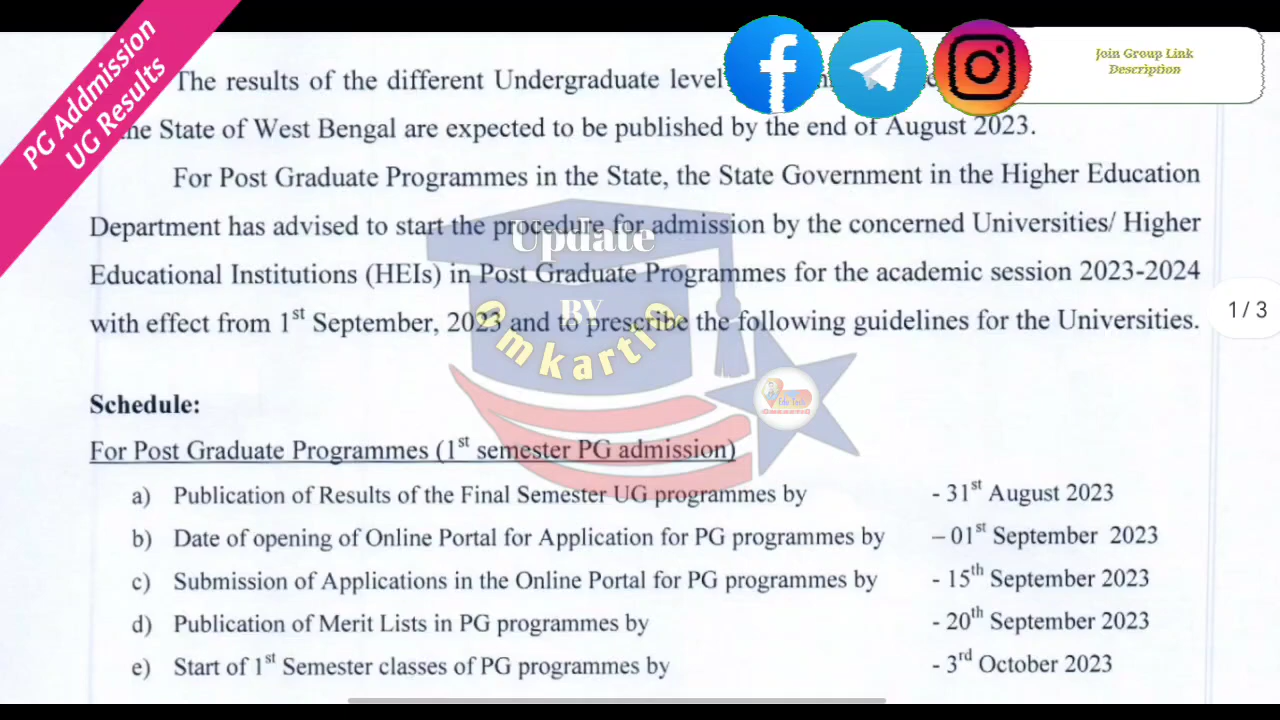 PG Addmission
UG Results
Join Group Link
Description
The results of the different Undergraduate level
the State of West Bengal are expected to be published by the end of August 2023.
For Post Graduate Programmes in the State, the State Government in the Higher Education
Department has advised to start the procedure for admission by the concerned Universities/ Higher
Educational Institutions (HEIs) in Post Graduate Programmes for the academic session 2023-2024
with effect from 1st September, 2023 and to prescribe the following guidelines for the Universities.
1 / 3
Update
BY
Omkartin
Schedule:
For Post Graduate Programmes (1st semester PG admission)
a) Publication of Results of the Final Semester UG programmes by - 31st August 2023
b) Date of opening of Online Portal for Application for PG programmes by – 01st September 2023
c) Submission of Applications in the Online Portal for PG programmes by - 15th September 2023
d) Publication of Merit Lists in PG programmes by - 20th September 2023
e) Start of 1st Semester classes of PG programmes by - 3rd October 2023